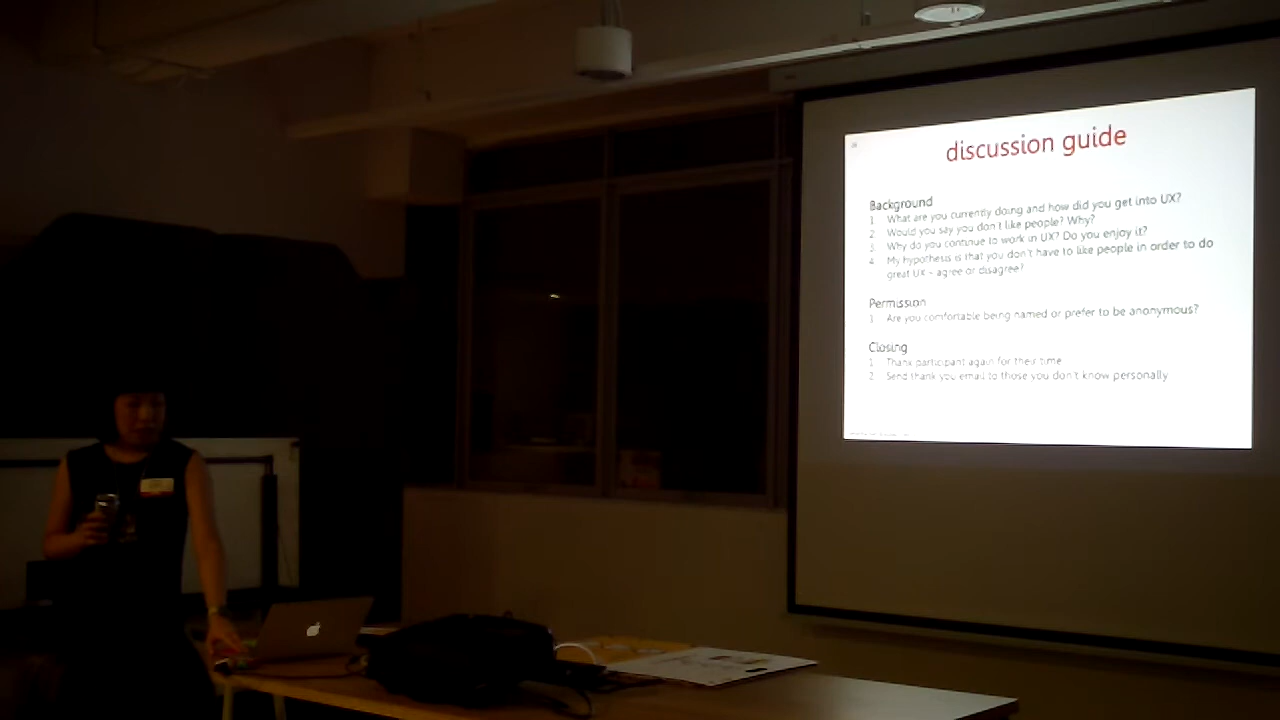 discussion guide
Background
1. What are you currently doing and how did you get into UX?
2. Would you say you don't like people? Why?
3. Why do you continue to work in UX? Do you enjoy it?
4. My hypothesis is that you don't have to like people in order to do
great UX - agree or disagree?
Permission
1. Are you comfortable being named or prefer to be anonymous?
Closing
1. Thank participant again for their time
2. Send thank you email to those you don't know personally